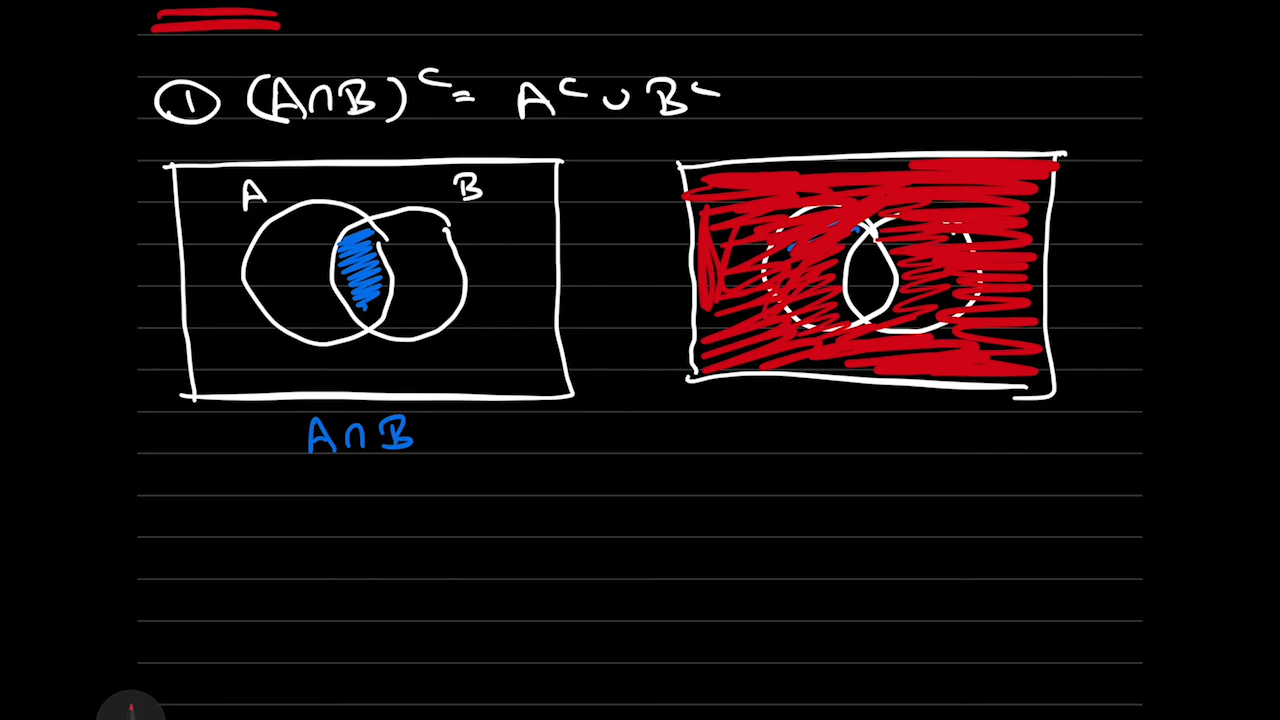 ① (A∩B)ᶜ = Aᶜ ∪ Bᶜ
A B
A∩B